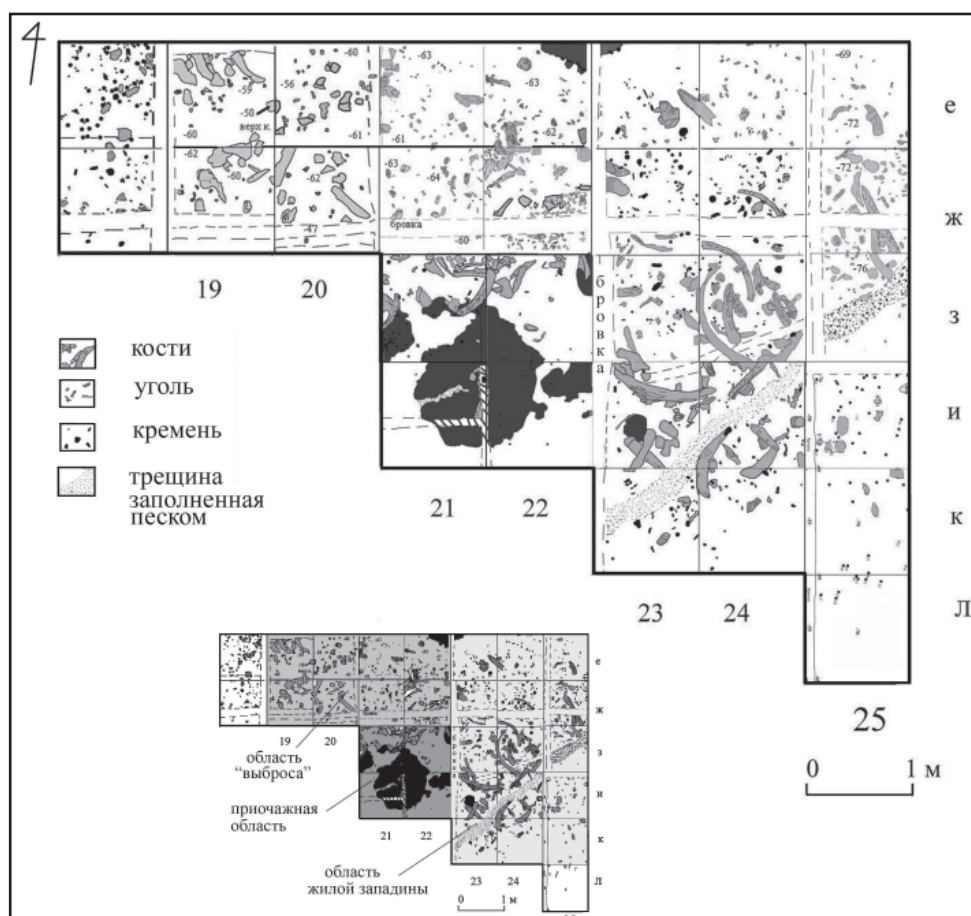 4
-60
-63
-69
-59
-56
-63
-50
верх к.
-60
-61
-61
-62
-72
е
-62
-60
-64
-62
-63
-64
-72
-47
бровка
-60
ж
19
20
бровка
-76
з
кости
уголь
кремень
и
трещина
заполненная
песком
21
22
к
23
24
л
25
0 1 м
е
ж
19
20
з
область
“выброса”
и
приочажная
область
21
22
к
область
жилой западины
23
24
л
0 1 м